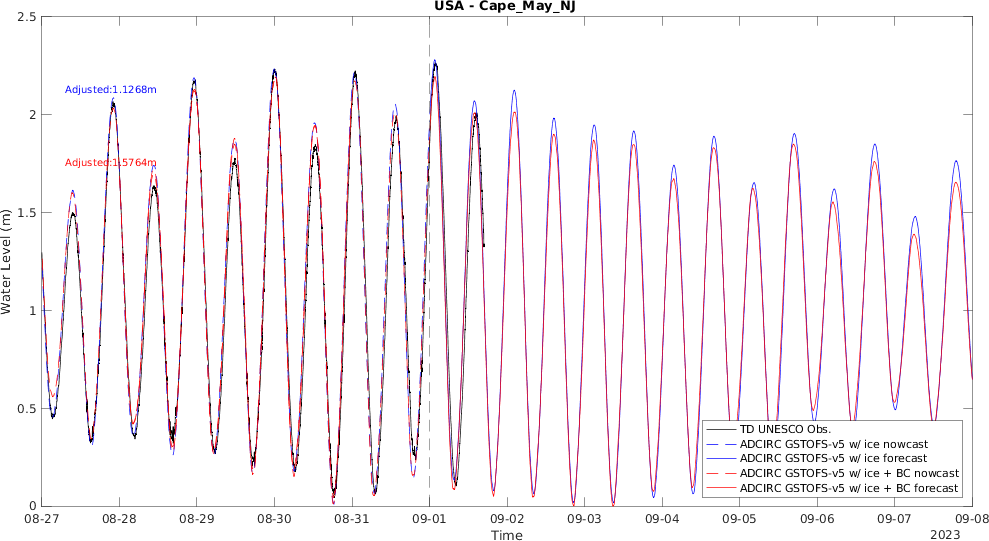 USA - Cape_May_NJ
2.5
2
1.5
1
0.5
0
Water Level (m)
Adjusted:1.1268m
Adjusted:1.5764m
TD UNESCO Obs.
ADCIRC GSTOFS-v5 w/ ice nowcast
ADCIRC GSTOFS-v5 w/ ice forecast
ADCIRC GSTOFS-v5 w/ ice + BC nowcast
ADCIRC GSTOFS-v5 w/ ice + BC forecast
08-27 08-28 08-29 08-30 08-31 09-01 09-02 09-03 09-04 09-05 09-06 09-07 09-08
Time
2023